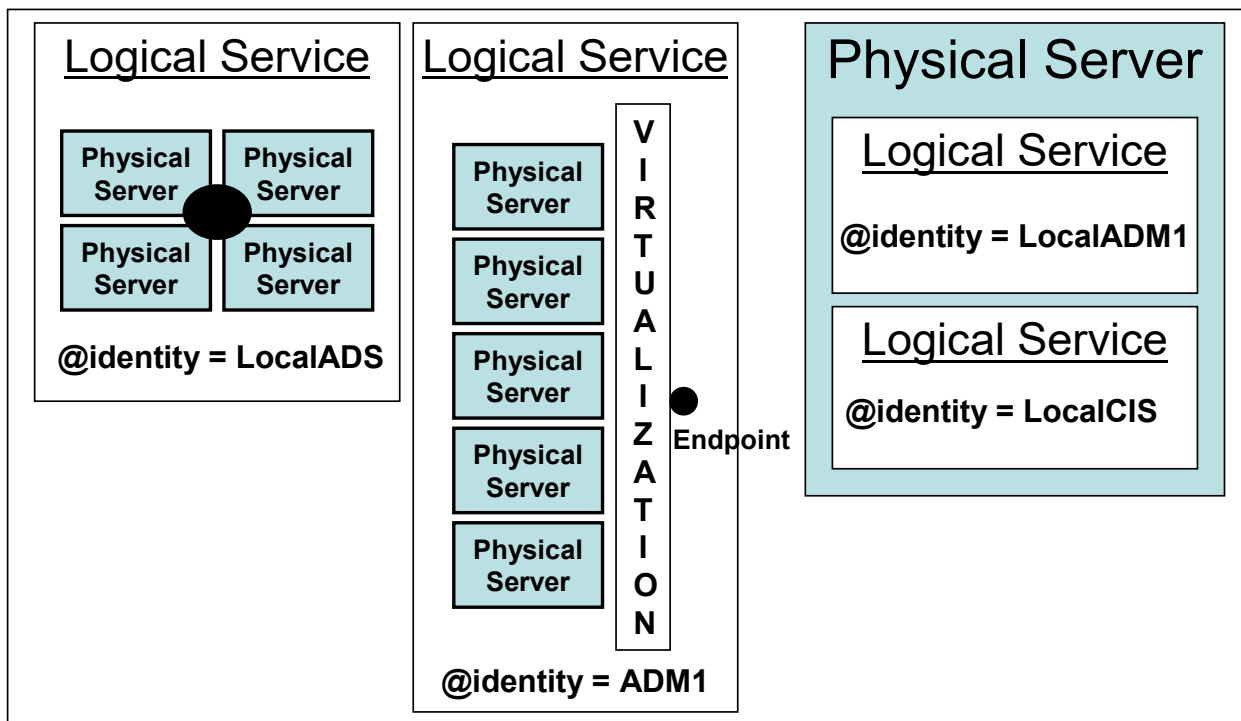 Logical Service
Physical
Server
Physical
Server
Physical
Server
Physical
Server
@identity = LocalADS
Logical Service
Physical
Server
Physical
Server
Physical
Server
Physical
Server
Physical
Server
V
I
R
T
U
A
L
I
Z
A
T
I
O
N
Endpoint
@identity = ADM1
Physical Server
Logical Service
@identity = LocalADM1
Logical Service
@identity = LocalCIS